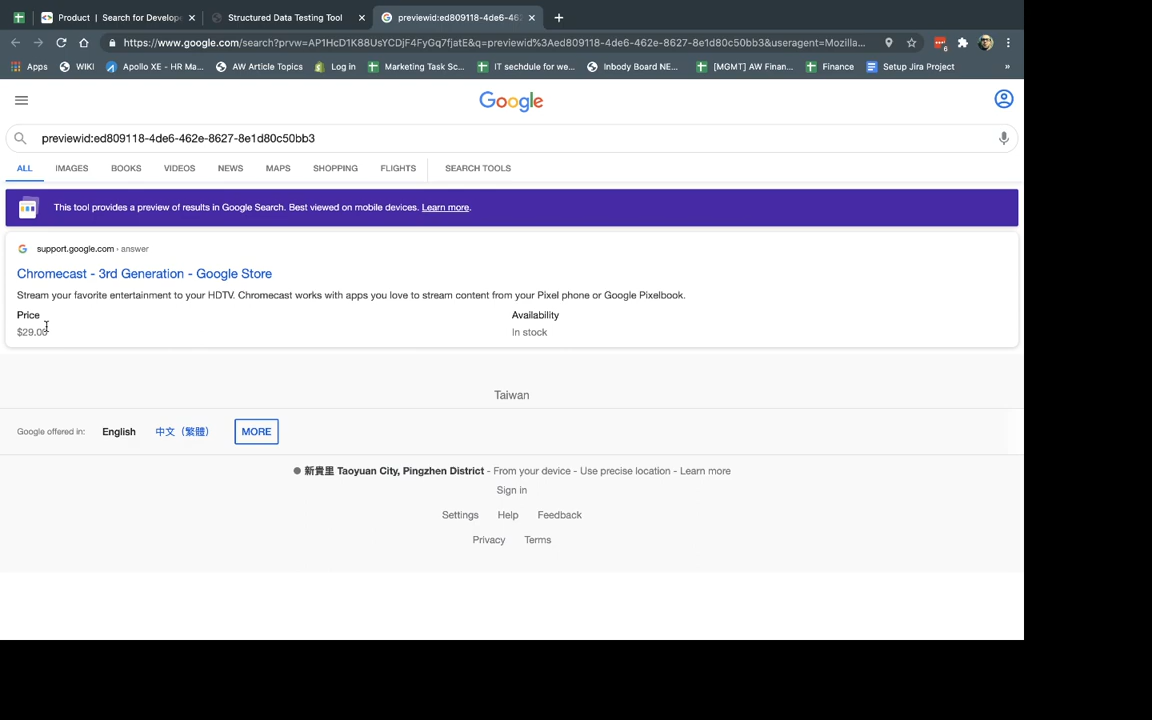 Product | Search for Develope
Structured Data Testing Tool
previewid:ed809118-4de6-462
https://www.google.com/search?prvw=AP1HcD1K88UsYCDjF4FyGq7fjatE&q=previewid%3Aed809118-4de6-462e-8627-8e1d80c50bb3&useragent=Mozilla...
6
Apps WIKI Apollo XE - HR Ma... AW Article Topics Log in Marketing Task Sc... IT sechdule for we... Inbody Board NE... [MGMT] AW Finan... Finance Setup Jira Project »
Google
previewid:ed809118-4de6-462e-8627-8e1d80c50bb3
ALL IMAGES BOOKS VIDEOS NEWS MAPS SHOPPING FLIGHTS SEARCH TOOLS
This tool provides a preview of results in Google Search. Best viewed on mobile devices. Learn more.
support.google.com › answer
Chromecast - 3rd Generation - Google Store
Stream your favorite entertainment to your HDTV. Chromecast works with apps you love to stream content from your Pixel phone or Google Pixelbook.
Price Availability
$29.00 In stock
Taiwan
Google offered in: English 中文（繁體） MORE
新貴里 Taoyuan City, Pingzhen District - From your device - Use precise location - Learn more
Sign in
Settings Help Feedback
Privacy Terms